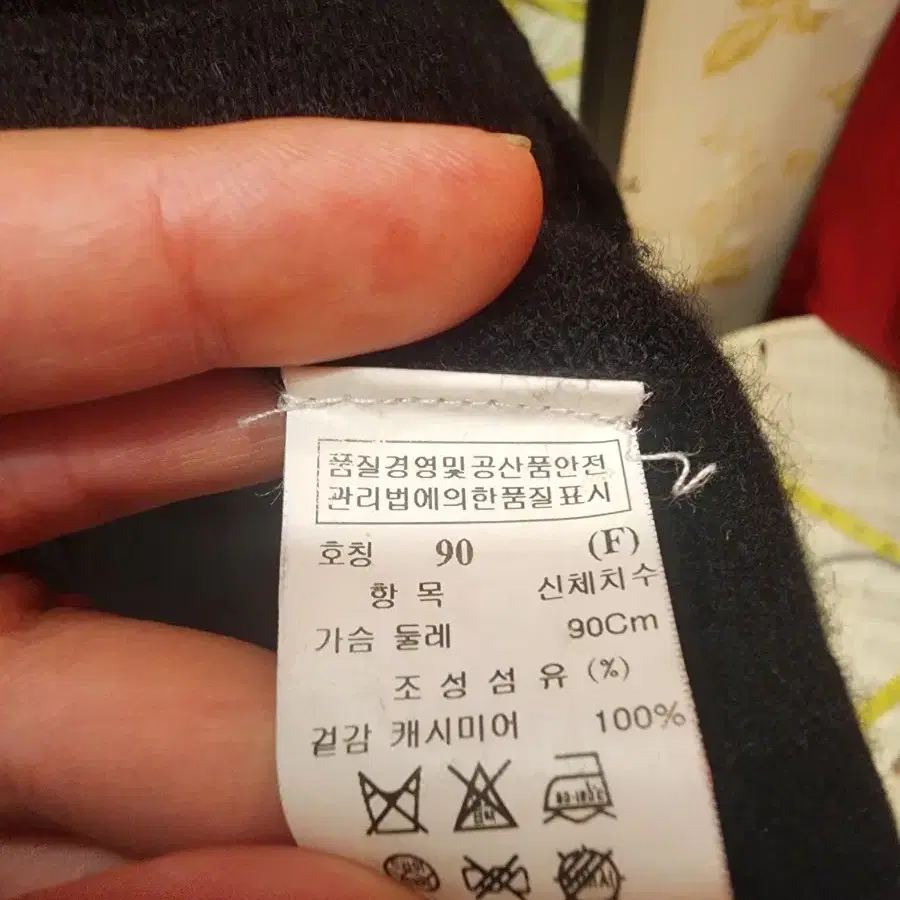 품질경영및공산품안전
관리법에의한품질표시
호칭 90 (F)
항 목 신체치수
가슴 둘레 90Cm
조 성 섬 유 (%)
겉감 캐시미어 100%